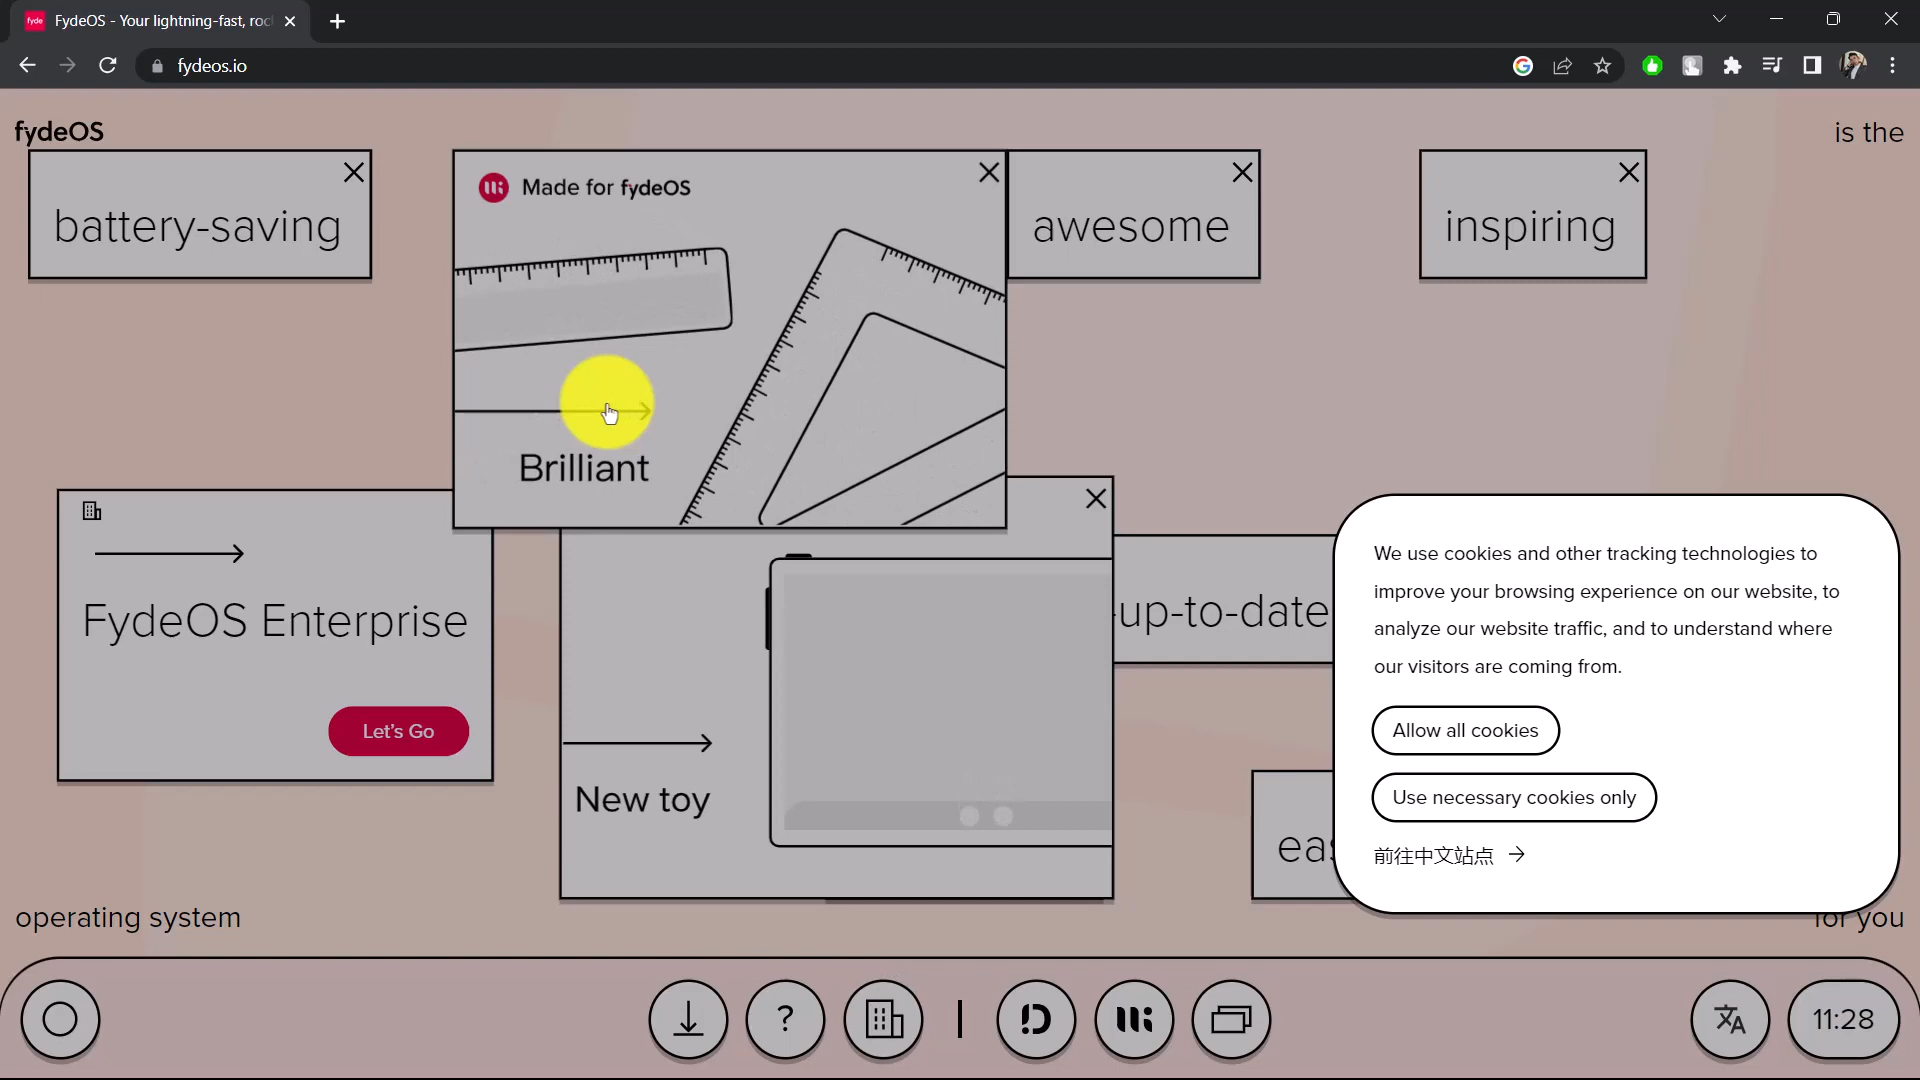 FydeOS - Your lightning-fast, roc
fydeos.io
fydeOS
is the
battery-saving
Made for fydeOS
awesome
inspiring
Brilliant
FydeOS Enterprise
Let's Go
New toy
-up-to-date
We use cookies and other tracking technologies to
improve your browsing experience on our website, to
analyze our website traffic, and to understand where
our visitors are coming from.
Allow all cookies
Use necessary cookies only
前往中文站点
operating system
for you
?
11:28